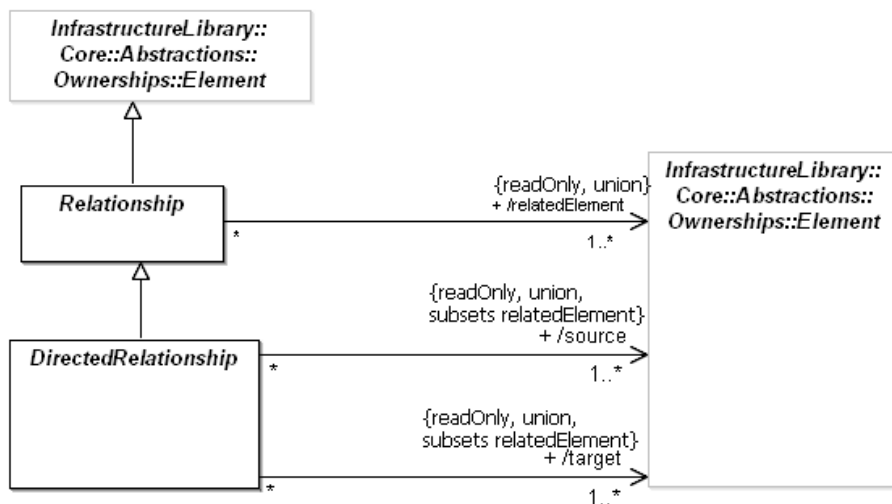 InfrastructureLibrary::
Core::Abstractions::
Ownerships::Element
Relationship
{readOnly, union}
+ /relatedElement
*
1..*
InfrastructureLibrary::
Core::Abstractions::
Ownerships::Element
DirectedRelationship
{readOnly, union,
subsets relatedElement}
+ /source
*
1..*
{readOnly, union,
subsets relatedElement}
+ /target
*
1..*